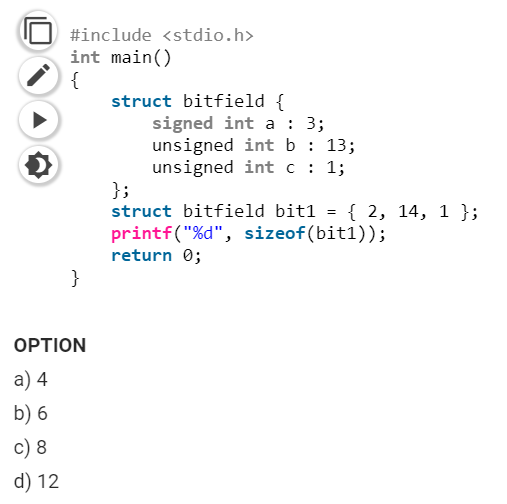 #include <stdio.h>
int main()
{
    struct bitfield {
        signed int a : 3;
        unsigned int b : 13;
        unsigned int c : 1;
    };
    struct bitfield bit1 = { 2, 14, 1 };
    printf("%d", sizeof(bit1));
    return 0;
}
OPTION
a) 4
b) 6
c) 8
d) 12